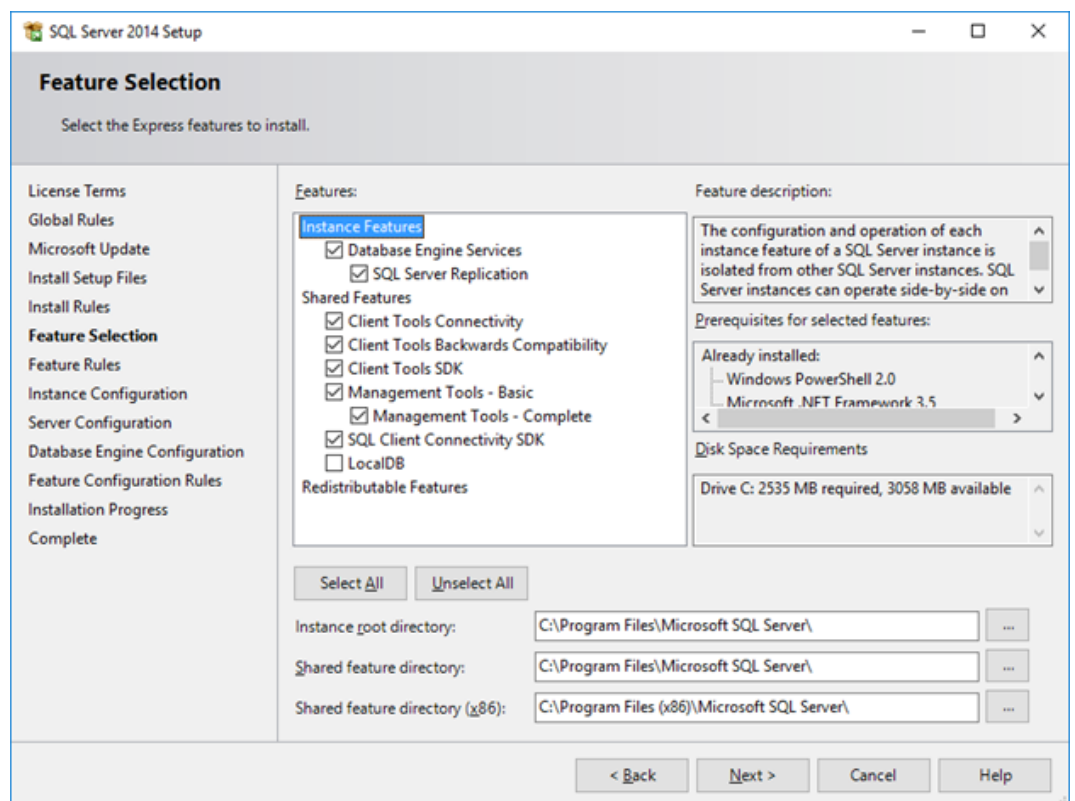 SQL Server 2014 Setup
Feature Selection
Select the Express features to install.
License Terms
Global Rules
Microsoft Update
Install Setup Files
Install Rules
Feature Selection
Feature Rules
Instance Configuration
Server Configuration
Database Engine Configuration
Feature Configuration Rules
Installation Progress
Complete
Features:
Instance Features
Database Engine Services
SQL Server Replication
Shared Features
Client Tools Connectivity
Client Tools Backwards Compatibility
Client Tools SDK
Management Tools - Basic
Management Tools - Complete
SQL Client Connectivity SDK
LocalDB
Redistributable Features
Feature description:
The configuration and operation of each
instance feature of a SQL Server instance is
isolated from other SQL Server instances. SQL
Server instances can operate side-by-side on
Prerequisites for selected features:
Already installed:
Windows PowerShell 2.0
Microsoft .NET Framework 3.5
Disk Space Requirements
Drive C: 2535 MB required, 3058 MB available
Select All
Unselect All
Instance root directory:
C:\Program Files\Microsoft SQL Server\
...
Shared feature directory:
C:\Program Files\Microsoft SQL Server\
...
Shared feature directory (x86):
C:\Program Files (x86)\Microsoft SQL Server\
...
< Back
Next >
Cancel
Help